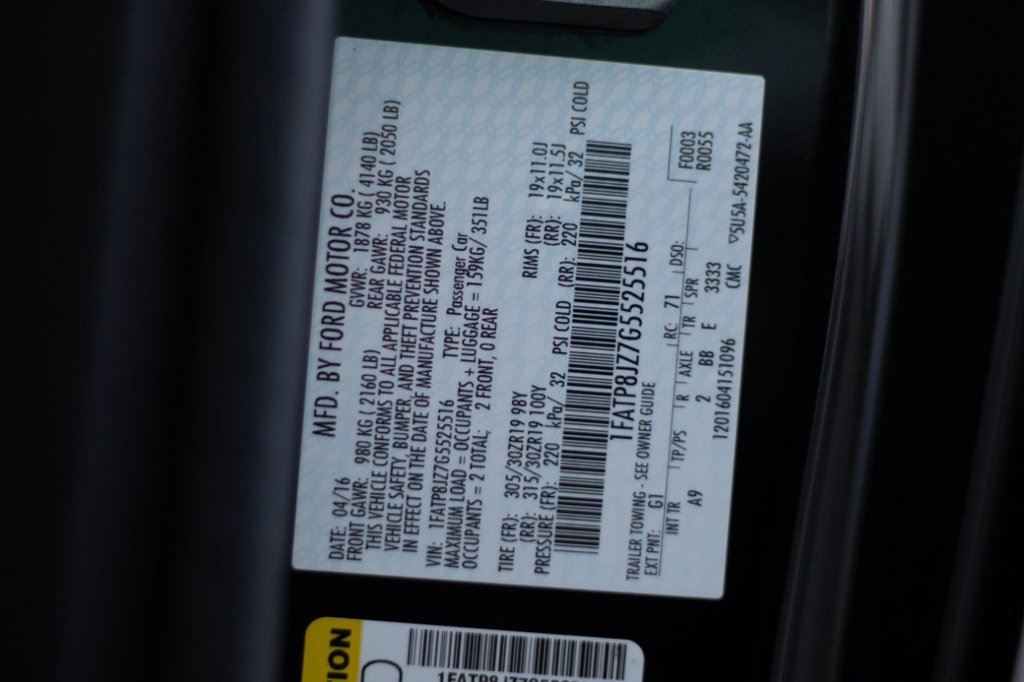 MFD. BY FORD MOTOR CO.
DATE: 04/16 GVWR: 1878 KG ( 4140 LB)
FRONT GAWR: 980 KG ( 2160 LB) REAR GAWR: 930 KG ( 2050 LB)
THIS VEHICLE CONFORMS TO ALL APPLICABLE FEDERAL MOTOR
VEHICLE SAFETY, BUMPER, AND THEFT PREVENTION STANDARDS
IN EFFECT ON THE DATE OF MANUFACTURE SHOWN ABOVE.
VIN: 1FATP8JZ7G5525516 TYPE: Passenger Car
MAXIMUM LOAD = OCCUPANTS + LUGGAGE = 159KG/ 351LB
OCCUPANTS = 2 TOTAL; 2 FRONT, 0 REAR
TIRE (FR): 305/30ZR19 98Y RIMS (FR): 19x11.0J
(RR): 315/30ZR19 100Y (RR): 19x11.5J
PRESSURE (FR): 220 kPa/ 32 PSI COLD (RR): 220 kPa/ 32 PSI COLD
1FATP8JZ7G5525516
TRAILER TOWING - SEE OWNER GUIDE
EXT PNT: G1 RC: 71 DSO: F0003
R0055
INT TR TP/PS R AXLE TR SPR
A9 2 BB E 3333
1201604151096 CMC 5U5A-5420472-AA
TION